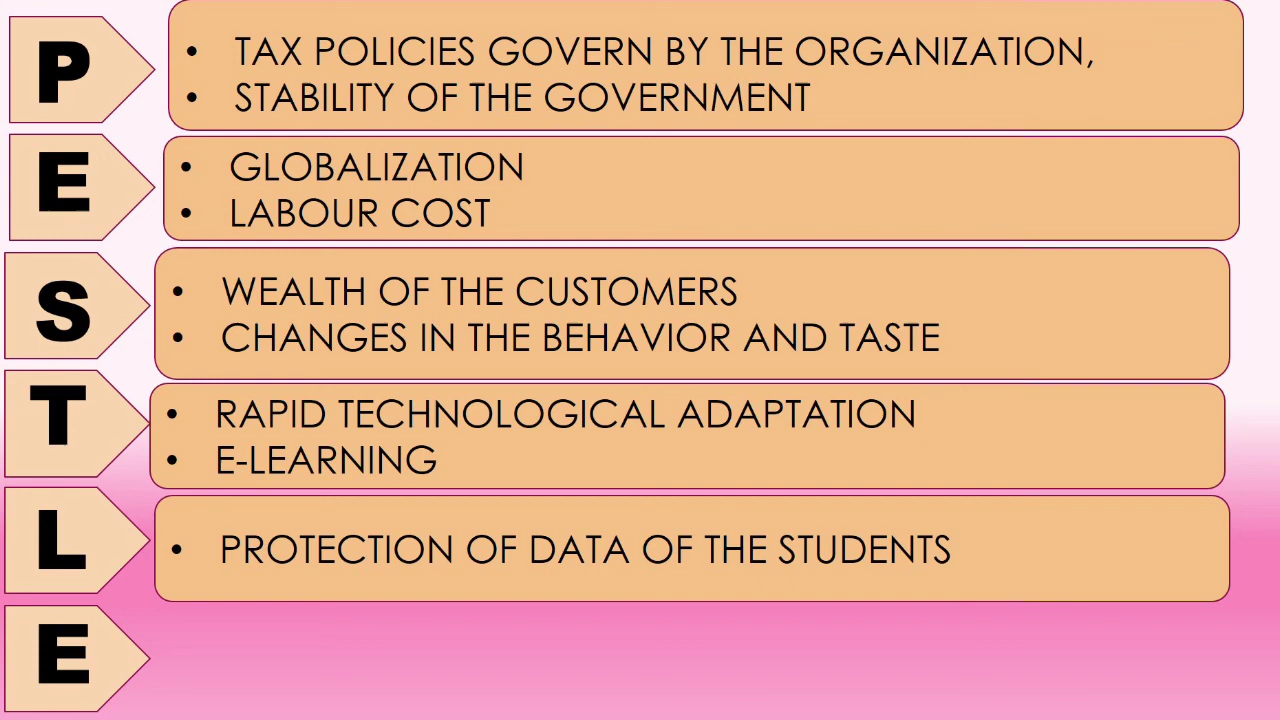 P
• TAX POLICIES GOVERN BY THE ORGANIZATION,
• STABILITY OF THE GOVERNMENT
E
• GLOBALIZATION
• LABOUR COST
S
• WEALTH OF THE CUSTOMERS
• CHANGES IN THE BEHAVIOR AND TASTE
T
• RAPID TECHNOLOGICAL ADAPTATION
• E-LEARNING
L
• PROTECTION OF DATA OF THE STUDENTS
E